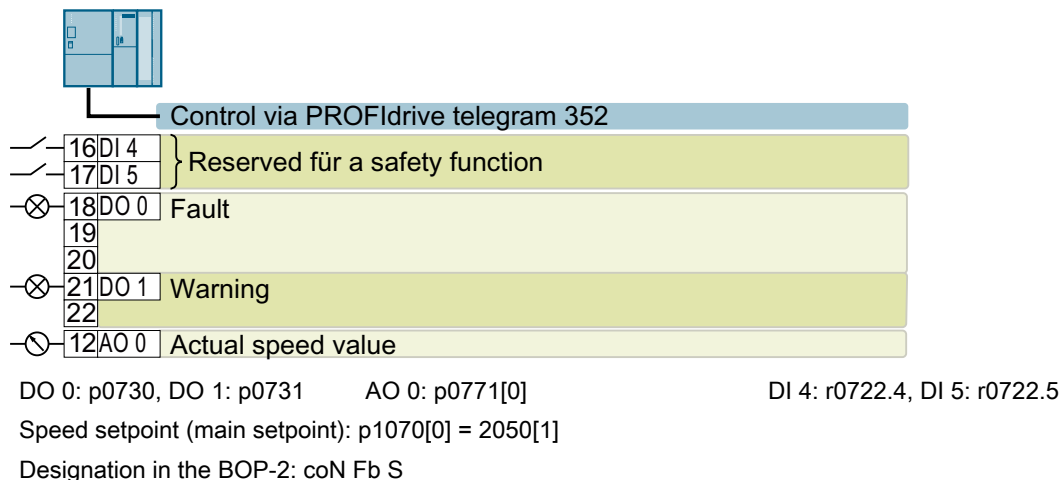 Control via PROFIdrive telegram 352
16 DI 4
17 DI 5
Reserved für a safety function
18 DO 0 Fault
19
20
21 DO 1 Warning
22
12 AO 0 Actual speed value
DO 0: p0730, DO 1: p0731 AO 0: p0771[0] DI 4: r0722.4, DI 5: r0722.5
Speed setpoint (main setpoint): p1070[0] = 2050[1]
Designation in the BOP-2: coN Fb S